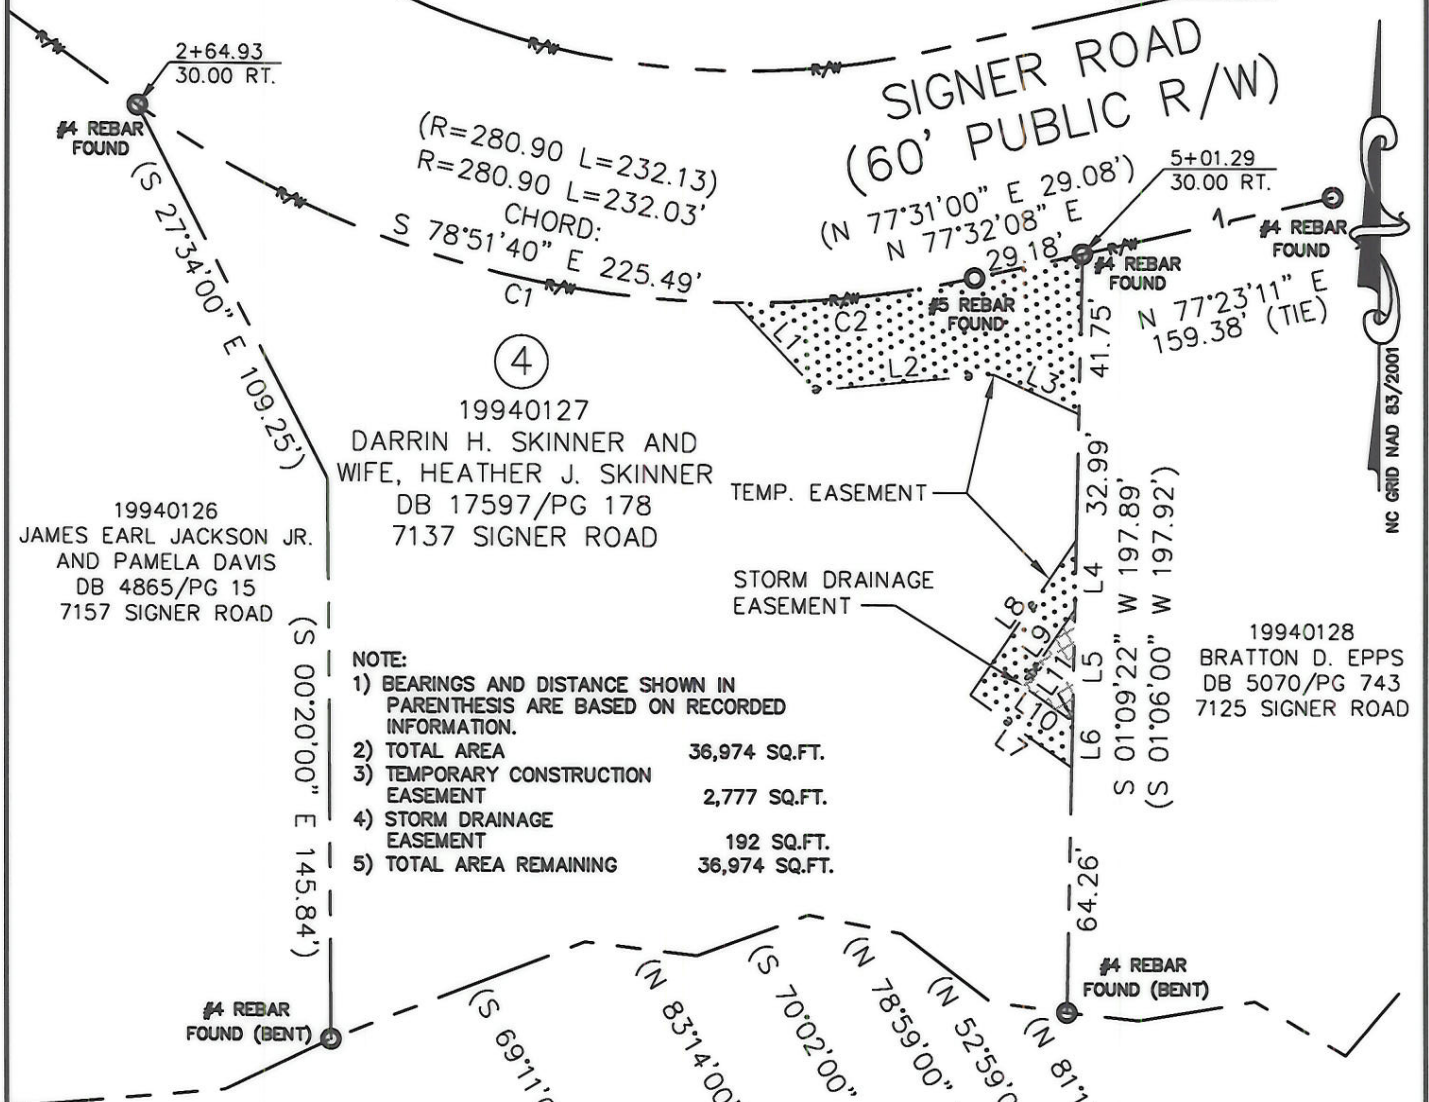 R/W
R/W
R/W
2+64.93
30.00 RT.
#4 REBAR
FOUND
SIGNER ROAD
(60' PUBLIC R/W)
(R=280.90 L=232.13)
R=280.90 L=232.03'
CHORD:
S 78°51'40" E 225.49'
R/W
C1
R/W
(N 77°31'00" E 29.08')
N 77°32'08" E
29.18'
5+01.29
30.00 RT.
R/W
#4 REBAR
FOUND
#4 REBAR
FOUND
1
N 77°23'11" E
159.38' (TIE)
#5 REBAR
FOUND
R/W
C2
L1
L2
L3
41.75'
NC GRID NAD 83/2001
(S 27°34'00" E 109.25')
4
19940127
DARRIN H. SKINNER AND
WIFE, HEATHER J. SKINNER
DB 17597/PG 178
7137 SIGNER ROAD
TEMP. EASEMENT
32.99'
S 01°09'22" W 197.89'
(S 01°06'00" W 197.92')
19940126
JAMES EARL JACKSON JR.
AND PAMELA DAVIS
DB 4865/PG 15
7157 SIGNER ROAD
STORM DRAINAGE
EASEMENT
L4
L8
L9
L5
L11
L10
L6
L7
19940128
BRATTON D. EPPS
DB 5070/PG 743
7125 SIGNER ROAD
(S 00°20'00" E 145.84')
NOTE:
1) BEARINGS AND DISTANCE SHOWN IN
PARENTHESIS ARE BASED ON RECORDED
INFORMATION.
2) TOTAL AREA 36,974 SQ.FT.
3) TEMPORARY CONSTRUCTION
EASEMENT 2,777 SQ.FT.
4) STORM DRAINAGE
EASEMENT 192 SQ.FT.
5) TOTAL AREA REMAINING 36,974 SQ.FT.
64.26'
#4 REBAR
FOUND (BENT)
#4 REBAR
FOUND (BENT)
(S 69°11'0
(N 83°14'00"
(S 70°02'00"
(N 78°59'00"
(N 52°59'0
(N 81°1